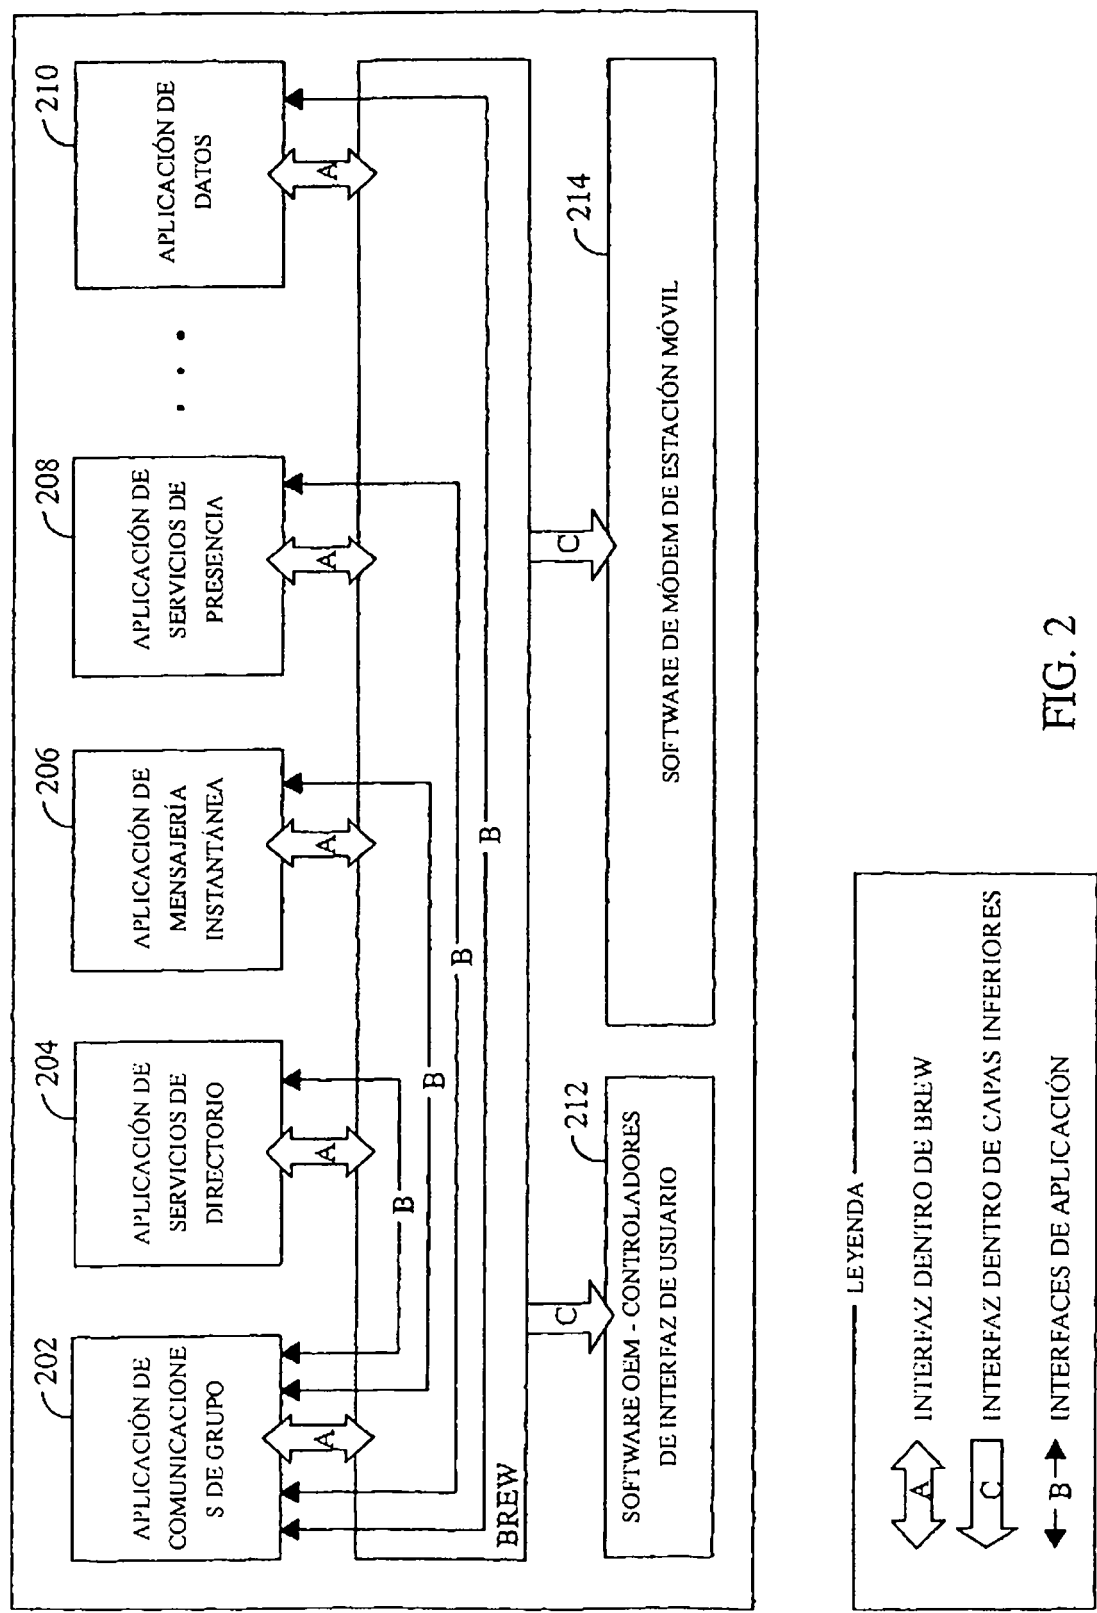 202
APLICACIÓN DE
COMUNICACIONE
S DE GRUPO
204
APLICACIÓN DE
SERVICIOS DE
DIRECTORIO
206
APLICACIÓN DE
MENSAJERÍA
INSTANTÁNEA
208
APLICACIÓN DE
SERVICIOS DE
PRESENCIA
. . .
210
APLICACIÓN DE
DATOS
A
A
A
A
A
B
B
B
B
BREW
C
C
212
SOFTWARE OEM - CONTROLADORES
DE INTERFAZ DE USUARIO
214
SOFTWARE DE MÓDEM DE ESTACIÓN MÓVIL
LEYENDA
A INTERFAZ DENTRO DE BREW
C INTERFAZ DENTRO DE CAPAS INFERIORES
B INTERFACES DE APLICACIÓN
FIG. 2